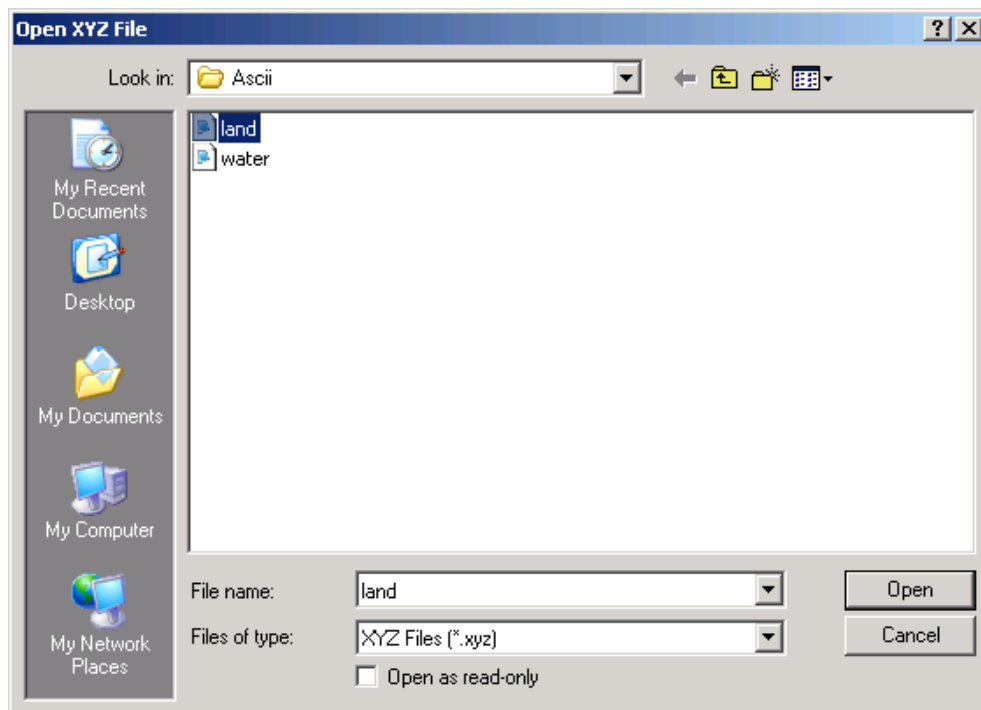 Open XYZ File
Look in: Ascii
My Recent
Documents
Desktop
My Documents
My Computer
My Network
Places
land
water
File name: land Open
Files of type: XYZ Files (*.xyz) Cancel
Open as read-only